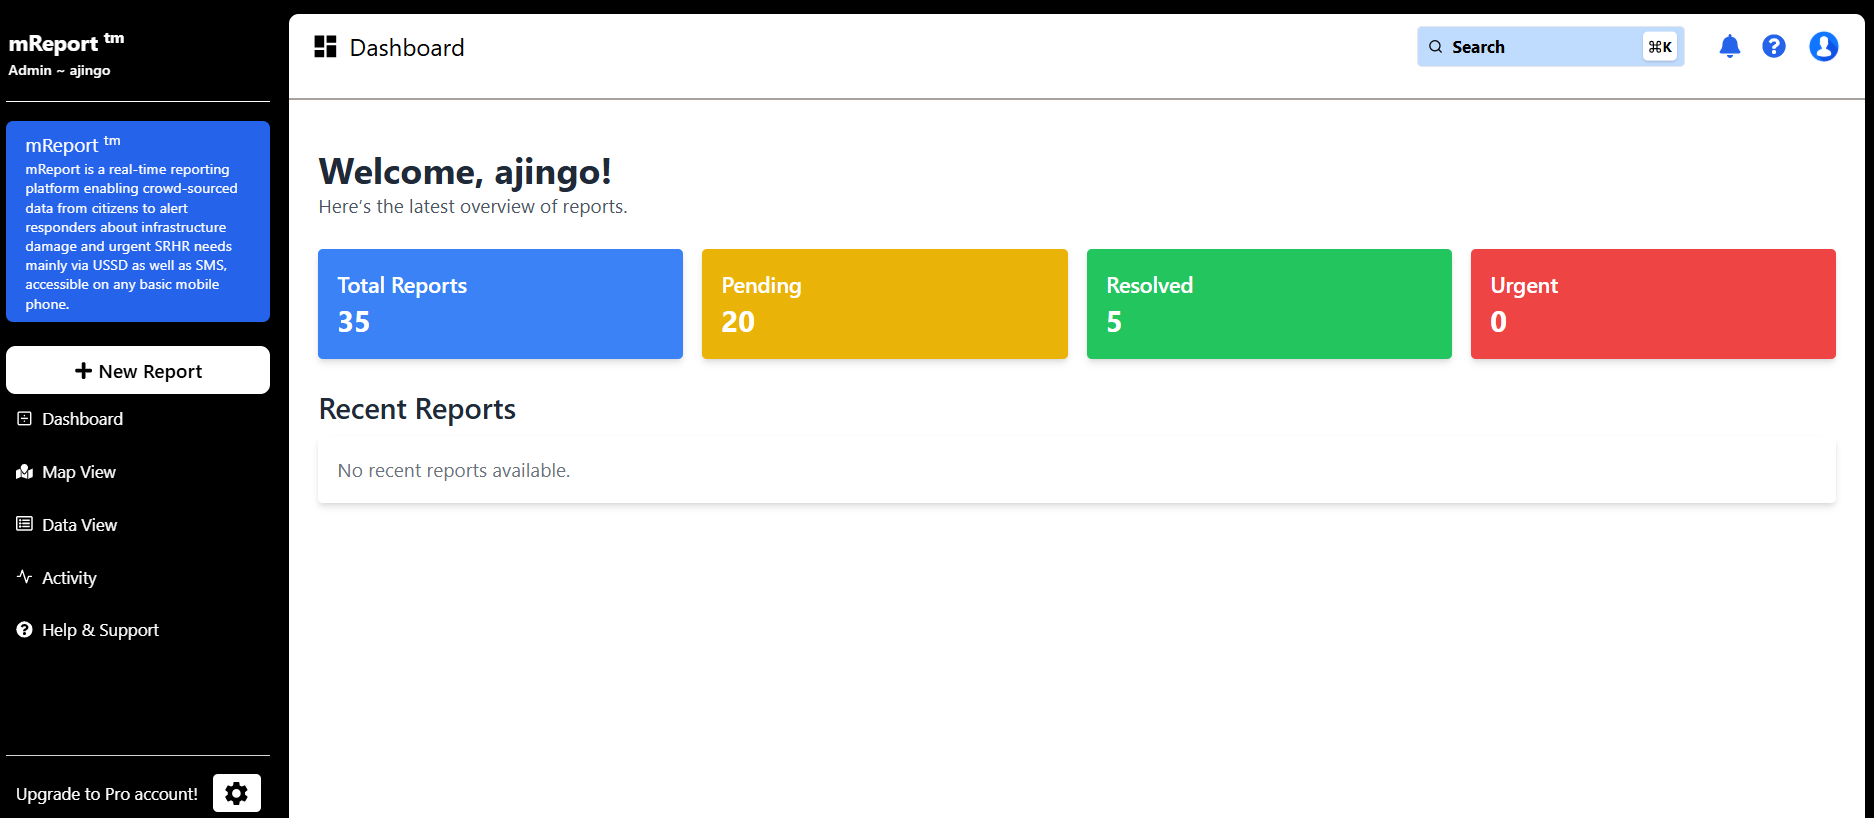 mReport tm
Admin ~ ajingo
mReport tm
mReport is a real-time reporting
platform enabling crowd-sourced
data from citizens to alert
responders about infrastructure
damage and urgent SRHR needs
mainly via USSD as well as SMS,
accessible on any basic mobile
phone.
New Report
Dashboard
Map View
Data View
Activity
Help & Support
Upgrade to Pro account!
Dashboard
Search ⌘K
Welcome, ajingo!
Here's the latest overview of reports.
Total Reports
35
Pending
20
Resolved
5
Urgent
0
Recent Reports
No recent reports available.